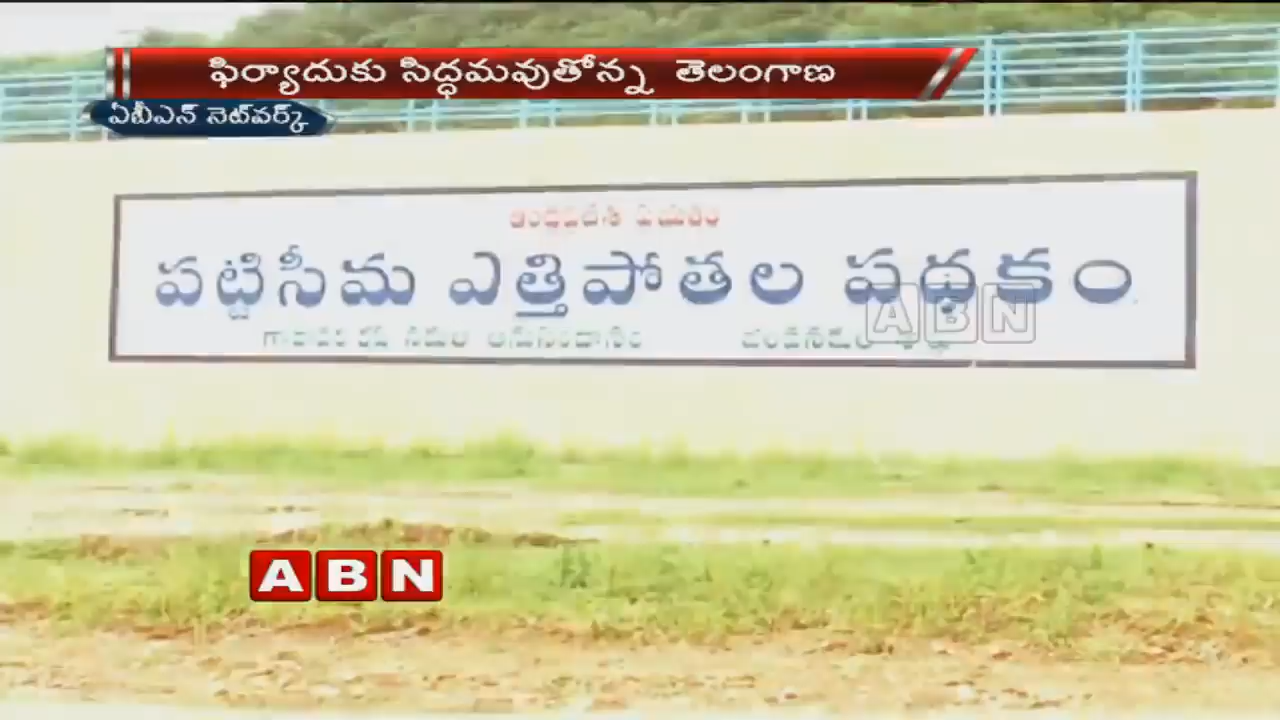 ఫిర్యాదుకు సిద్ధమవుతోన్న తెలంగాణ
ఏబీఎన్ నెట్‌వర్క్
పట్టిసీమ ఎత్తిపోతల పథకం
ABN
ABN